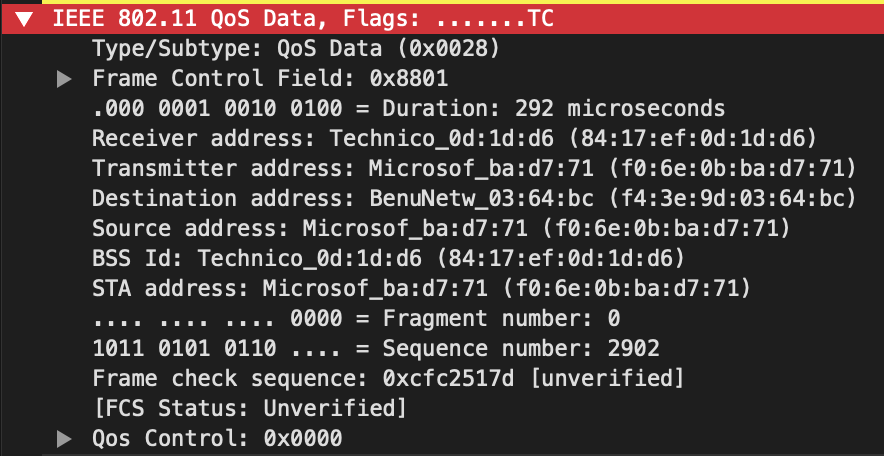 IEEE 802.11 QoS Data, Flags: .......TC
Type/Subtype: QoS Data (0x0028)
Frame Control Field: 0x8801
.000 0001 0010 0100 = Duration: 292 microseconds
Receiver address: Technico_0d:1d:d6 (84:17:ef:0d:1d:d6)
Transmitter address: Microsof_ba:d7:71 (f0:6e:0b:ba:d7:71)
Destination address: BenuNetw_03:64:bc (f4:3e:9d:03:64:bc)
Source address: Microsof_ba:d7:71 (f0:6e:0b:ba:d7:71)
BSS Id: Technico_0d:1d:d6 (84:17:ef:0d:1d:d6)
STA address: Microsof_ba:d7:71 (f0:6e:0b:ba:d7:71)
.... .... .... 0000 = Fragment number: 0
1011 0101 0110 .... = Sequence number: 2902
Frame check sequence: 0xcfc2517d [unverified]
[FCS Status: Unverified]
Qos Control: 0x0000